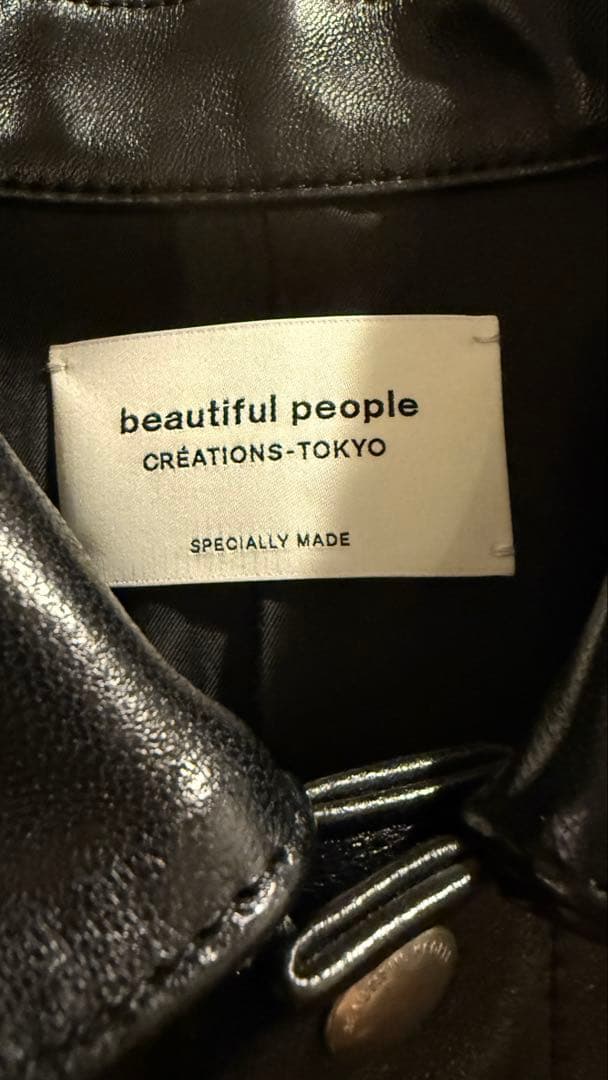 beautiful people
CRÉATIONS-TOKYO
SPECIALLY MADE